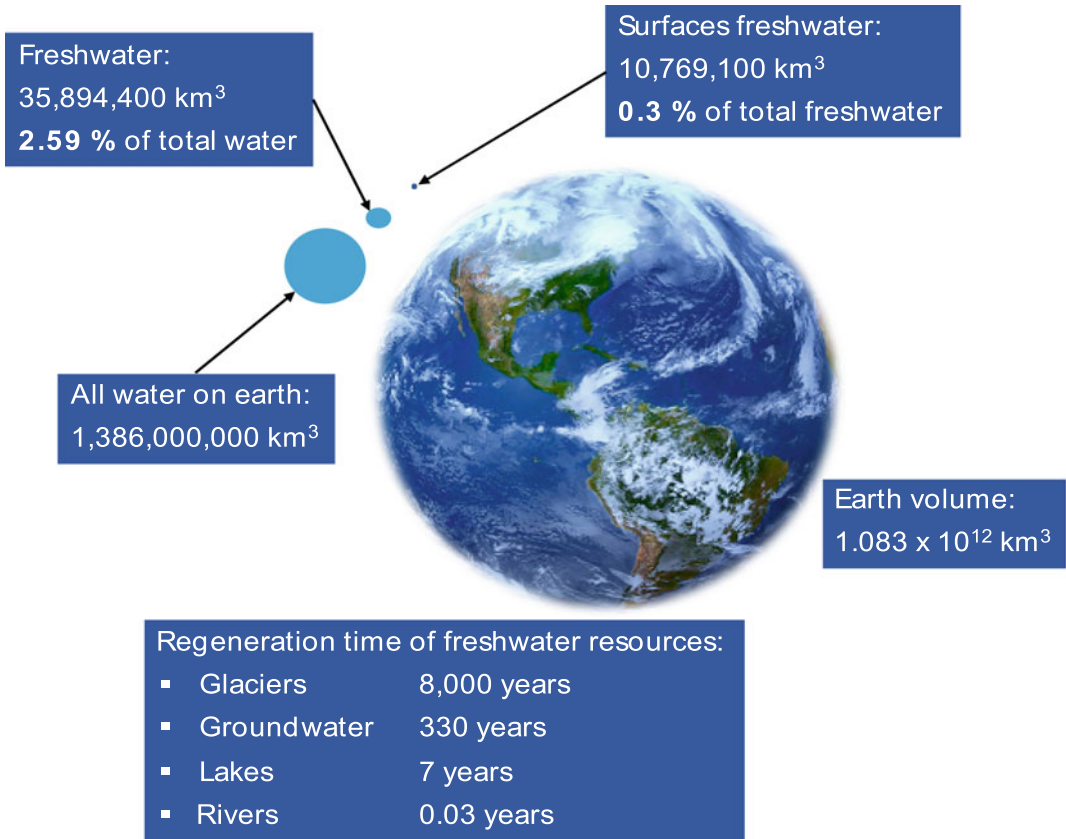 Freshwater:
35,894,400 km³
2.59 % of total water
Surfaces freshwater:
10,769,100 km³
0.3 % of total freshwater
All water on earth:
1,386,000,000 km³
Earth volume:
1.083 x 10¹² km³
Regeneration time of freshwater resources:
▪ Glaciers 8,000 years
▪ Groundwater 330 years
▪ Lakes 7 years
▪ Rivers 0.03 years